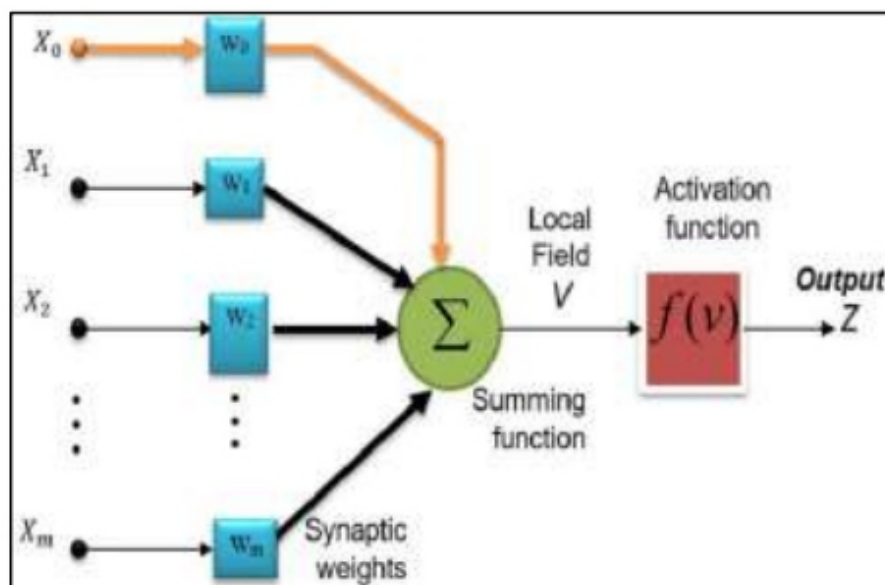 X₀
W₀
X₁
W₁
X₂
W₂
Xₘ
Wₘ
Synaptic
weights
Σ
Summing
function
Local
Field
V
Activation
function
f(v)
Output
Z